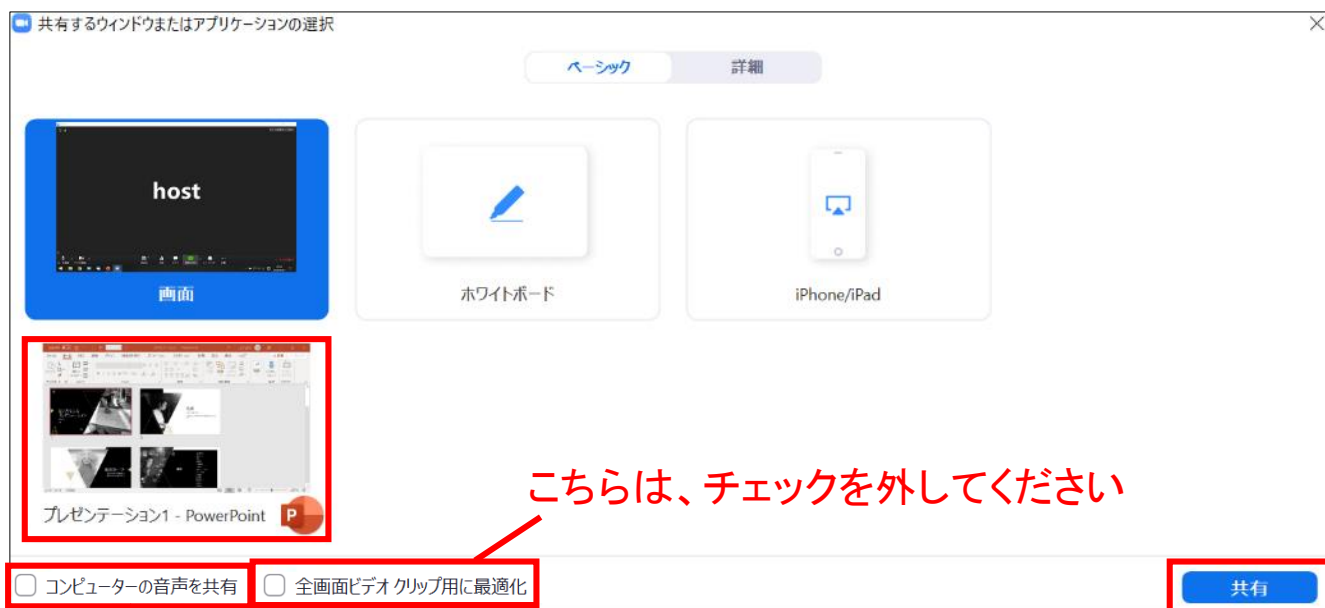 共有するウィンドウまたはアプリケーションの選択
ベーシック
詳細
host
画面
ホワイトボード
iPhone/iPad
プレゼンテーション1 - PowerPoint
P
こちらは、チェックを外してください
コンピューターの音声を共有
全画面ビデオ クリップ用に最適化
共有